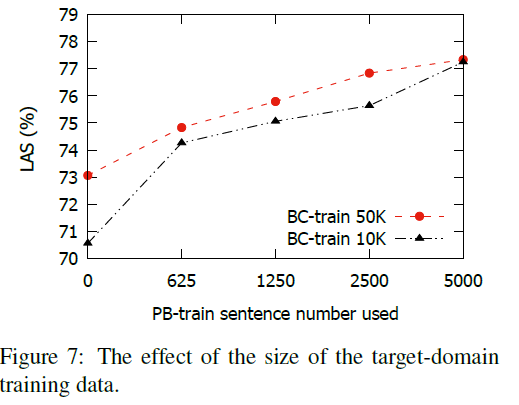 79
78
77
76
75
74
73
72
71
70
LAS (%)
BC-train 50K
BC-train 10K
0 625 1250 2500 5000
PB-train sentence number used
Figure 7: The effect of the size of the target-domain
training data.